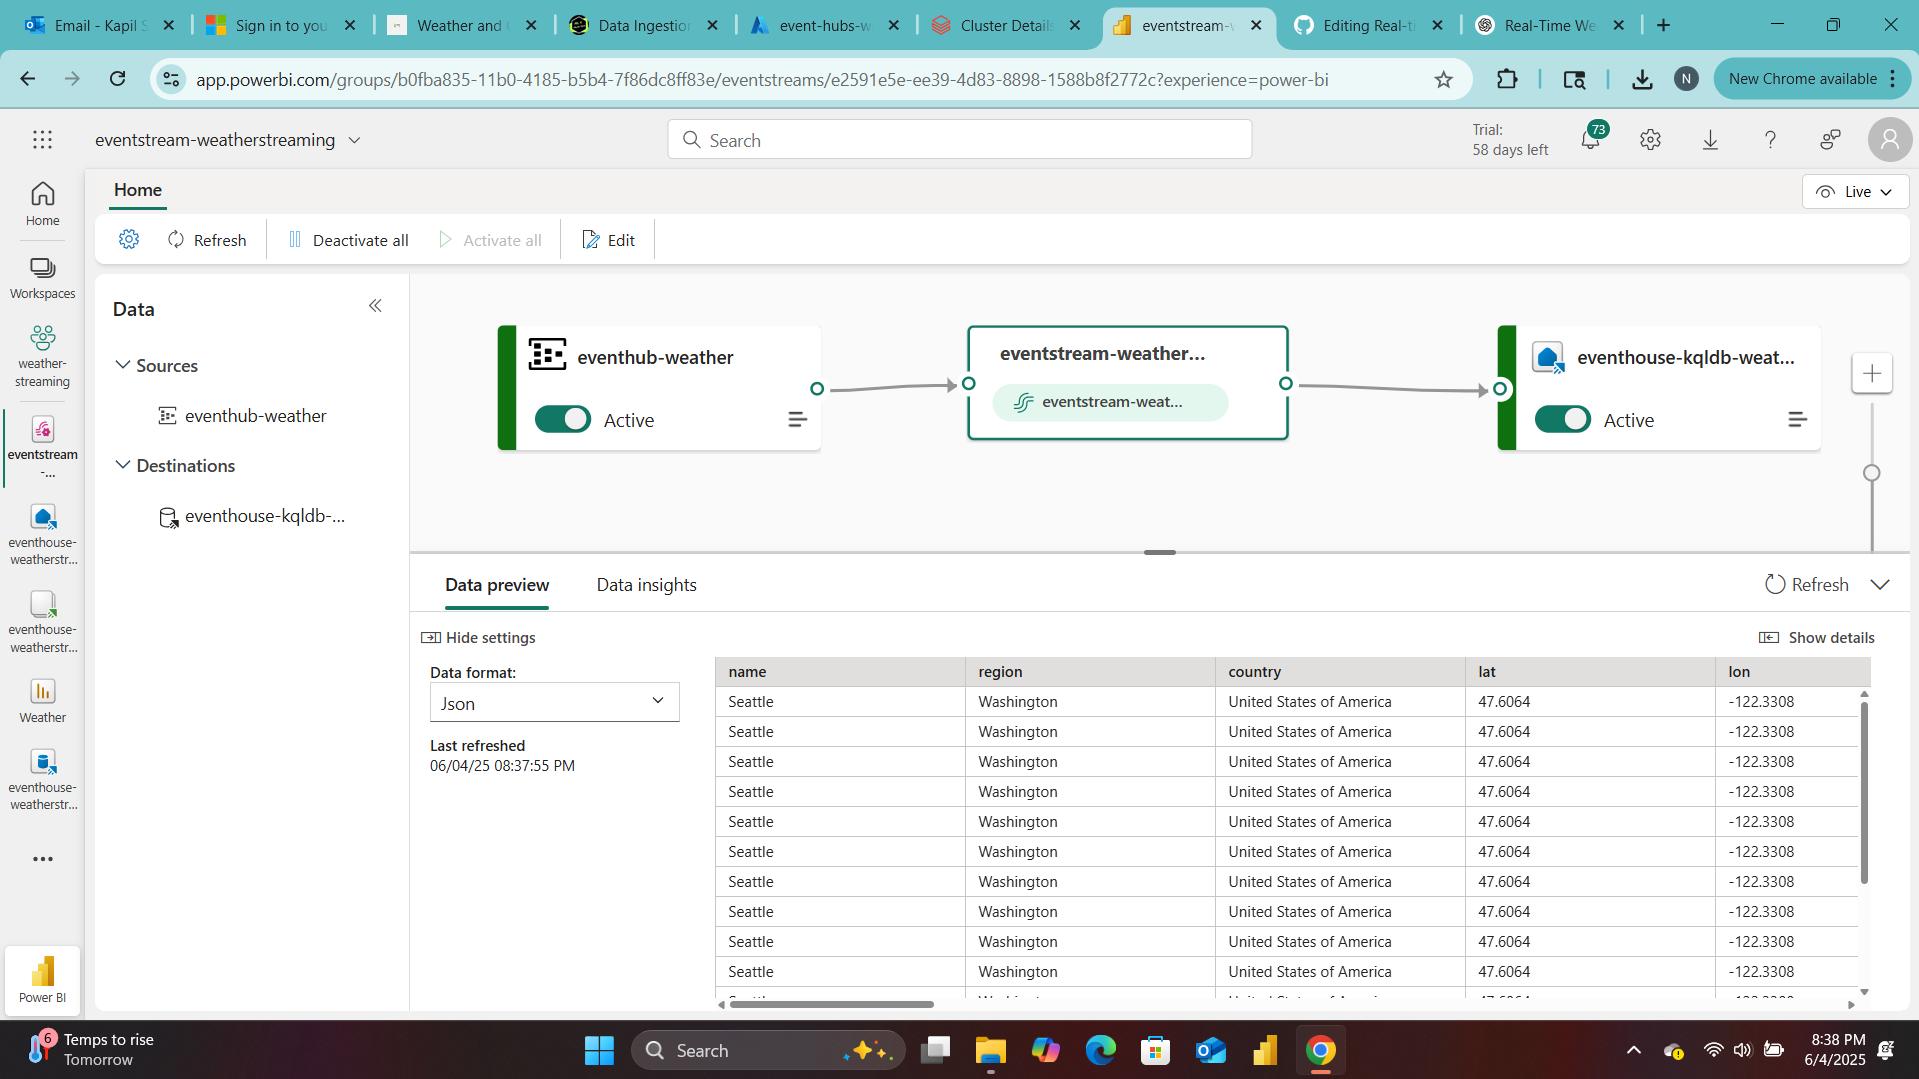 Email - Kapil S
Sign in to you
Weather and
Data Ingestion
event-hubs-w
Cluster Details
eventstream-w
Editing Real-ti
Real-Time We
app.powerbi.com/groups/b0fba835-11b0-4185-b5b4-7f86dc8ff83e/eventstreams/e2591e5e-ee39-4d83-8898-1588b8f2772c?experience=power-bi
N
New Chrome available
eventstream-weatherstreaming
Search
Trial:
58 days left
73
Home
Live
Refresh
Deactivate all
Activate all
Edit
Home
Workspaces
weather-
streaming
eventstream
-...
eventhouse-
weatherstr...
eventhouse-
weatherstr...
Weather
eventhouse-
weatherstr...
Power BI
Data
Sources
eventhub-weather
Destinations
eventhouse-kqldb-...
eventhub-weather
Active
eventstream-weather...
eventstream-weat...
eventhouse-kqldb-weat...
Active
Data preview
Data insights
Refresh
Hide settings
Show details
Data format:
Json
Last refreshed
06/04/25 08:37:55 PM
name region country lat lon
Seattle Washington United States of America 47.6064 -122.3308
Seattle Washington United States of America 47.6064 -122.3308
Seattle Washington United States of America 47.6064 -122.3308
Seattle Washington United States of America 47.6064 -122.3308
Seattle Washington United States of America 47.6064 -122.3308
Seattle Washington United States of America 47.6064 -122.3308
Seattle Washington United States of America 47.6064 -122.3308
Seattle Washington United States of America 47.6064 -122.3308
Seattle Washington United States of America 47.6064 -122.3308
Seattle Washington United States of America 47.6064 -122.3308
6
Temps to rise
Tomorrow
Search
8:38 PM
6/4/2025